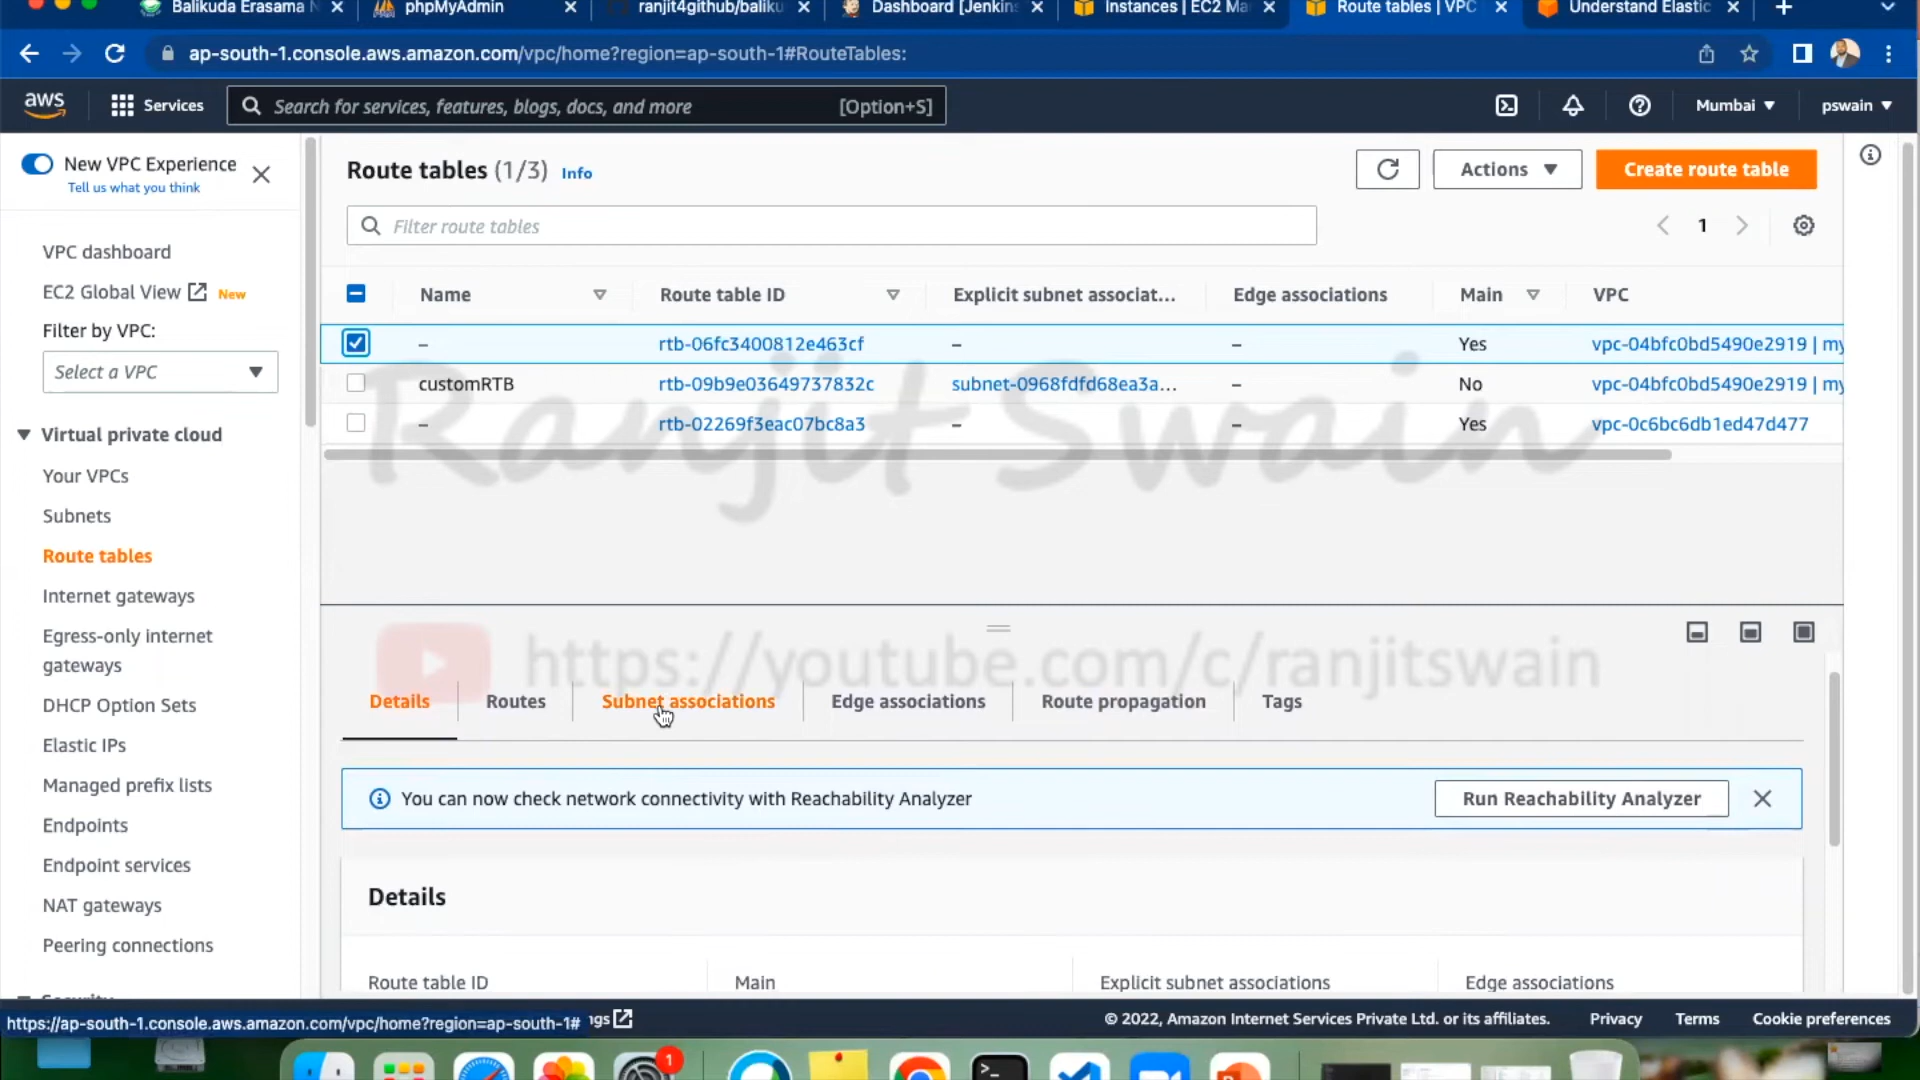 Balikuda Erasama N
phpMyAdmin
ranjit4github/baliku
Dashboard [Jenkins
Instances | EC2 Ma
Route tables | VPC
Understand Elastic
ap-south-1.console.aws.amazon.com/vpc/home?region=ap-south-1#RouteTables:
aws
Services
Search for services, features, blogs, docs, and more
[Option+S]
Mumbai
pswain
New VPC Experience
Tell us what you think
VPC dashboard
EC2 Global View New
Filter by VPC:
Select a VPC
Virtual private cloud
Your VPCs
Subnets
Route tables
Internet gateways
Egress-only internet
gateways
DHCP Option Sets
Elastic IPs
Managed prefix lists
Endpoints
Endpoint services
NAT gateways
Peering connections
Security
Route tables (1/3) Info
Actions
Create route table
Filter route tables
1
Name Route table ID Explicit subnet associat... Edge associations Main VPC
– rtb-06fc3400812e463cf – – Yes vpc-04bfc0bd5490e2919 | my
customRTB rtb-09b9e03649737832c subnet-0968fdfd68ea3a... – No vpc-04bfc0bd5490e2919 | my
– rtb-02269f3eac07bc8a3 – – Yes vpc-0c6bc6db1ed47d477
Ranjit Swain
https://youtube.com/c/ranjitswain
Details Routes Subnet associations Edge associations Route propagation Tags
You can now check network connectivity with Reachability Analyzer
Run Reachability Analyzer
Details
Route table ID Main Explicit subnet associations Edge associations
https://ap-south-1.console.aws.amazon.com/vpc/home?region=ap-south-1#
ngs
© 2022, Amazon Internet Services Private Ltd. or its affiliates. Privacy Terms Cookie preferences
1